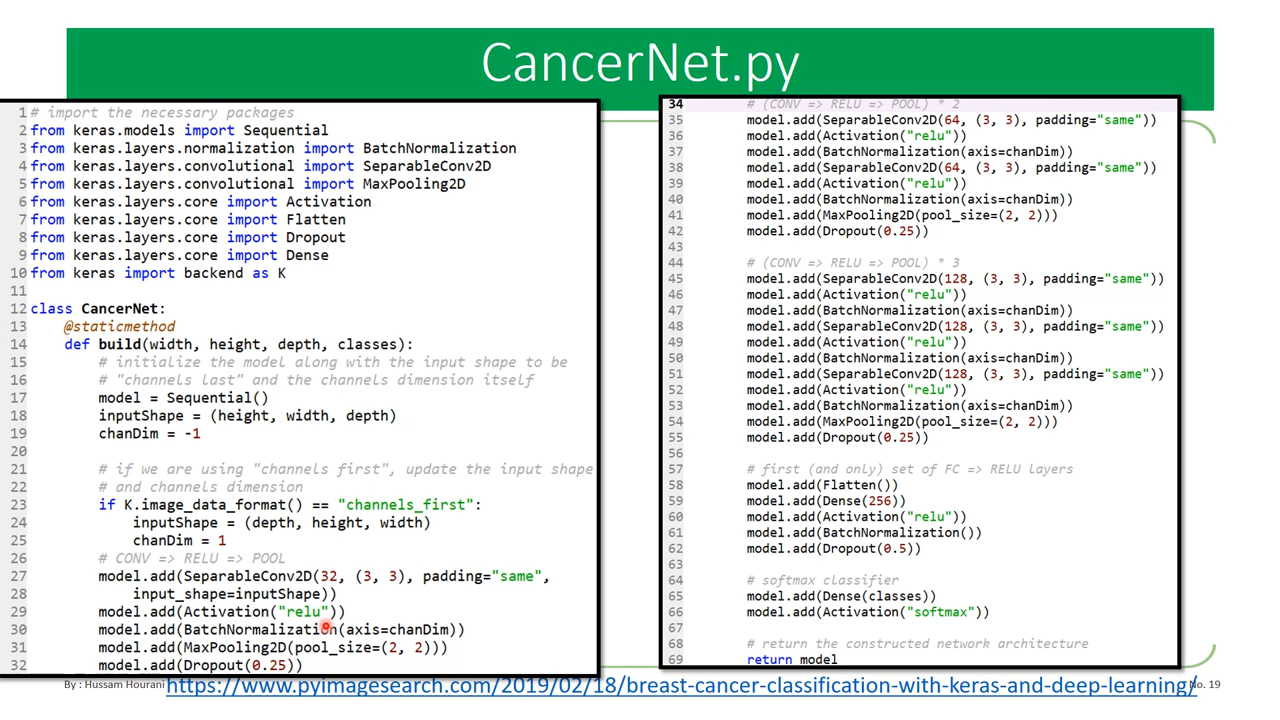 CancerNet.py
1 # import the necessary packages
2 from keras.models import Sequential
3 from keras.layers.normalization import BatchNormalization
4 from keras.layers.convolutional import SeparableConv2D
5 from keras.layers.convolutional import MaxPooling2D
6 from keras.layers.core import Activation
7 from keras.layers.core import Flatten
8 from keras.layers.core import Dropout
9 from keras.layers.core import Dense
10 from keras import backend as K
11
12 class CancerNet:
13     @staticmethod
14     def build(width, height, depth, classes):
15         # initialize the model along with the input shape to be
16         # "channels last" and the channels dimension itself
17         model = Sequential()
18         inputShape = (height, width, depth)
19         chanDim = -1
20
21         # if we are using "channels first", update the input shape
22         # and channels dimension
23         if K.image_data_format() == "channels_first":
24             inputShape = (depth, height, width)
25             chanDim = 1
26         # CONV => RELU => POOL
27         model.add(SeparableConv2D(32, (3, 3), padding="same",
28             input_shape=inputShape))
29         model.add(Activation("relu"))
30         model.add(BatchNormalization(axis=chanDim))
31         model.add(MaxPooling2D(pool_size=(2, 2)))
32         model.add(Dropout(0.25))
34         # (CONV => RELU => POOL) * 2
35         model.add(SeparableConv2D(64, (3, 3), padding="same"))
36         model.add(Activation("relu"))
37         model.add(BatchNormalization(axis=chanDim))
38         model.add(SeparableConv2D(64, (3, 3), padding="same"))
39         model.add(Activation("relu"))
40         model.add(BatchNormalization(axis=chanDim))
41         model.add(MaxPooling2D(pool_size=(2, 2)))
42         model.add(Dropout(0.25))
43
44         # (CONV => RELU => POOL) * 3
45         model.add(SeparableConv2D(128, (3, 3), padding="same"))
46         model.add(Activation("relu"))
47         model.add(BatchNormalization(axis=chanDim))
48         model.add(SeparableConv2D(128, (3, 3), padding="same"))
49         model.add(Activation("relu"))
50         model.add(BatchNormalization(axis=chanDim))
51         model.add(SeparableConv2D(128, (3, 3), padding="same"))
52         model.add(Activation("relu"))
53         model.add(BatchNormalization(axis=chanDim))
54         model.add(MaxPooling2D(pool_size=(2, 2)))
55         model.add(Dropout(0.25))
56
57         # first (and only) set of FC => RELU layers
58         model.add(Flatten())
59         model.add(Dense(256))
60         model.add(Activation("relu"))
61         model.add(BatchNormalization())
62         model.add(Dropout(0.5))
63
64         # softmax classifier
65         model.add(Dense(classes))
66         model.add(Activation("softmax"))
67
68         # return the constructed network architecture
69         return model
By : Hussam Hourani
https://www.pyimagesearch.com/2019/02/18/breast-cancer-classification-with-keras-and-deep-learning/
No. 19